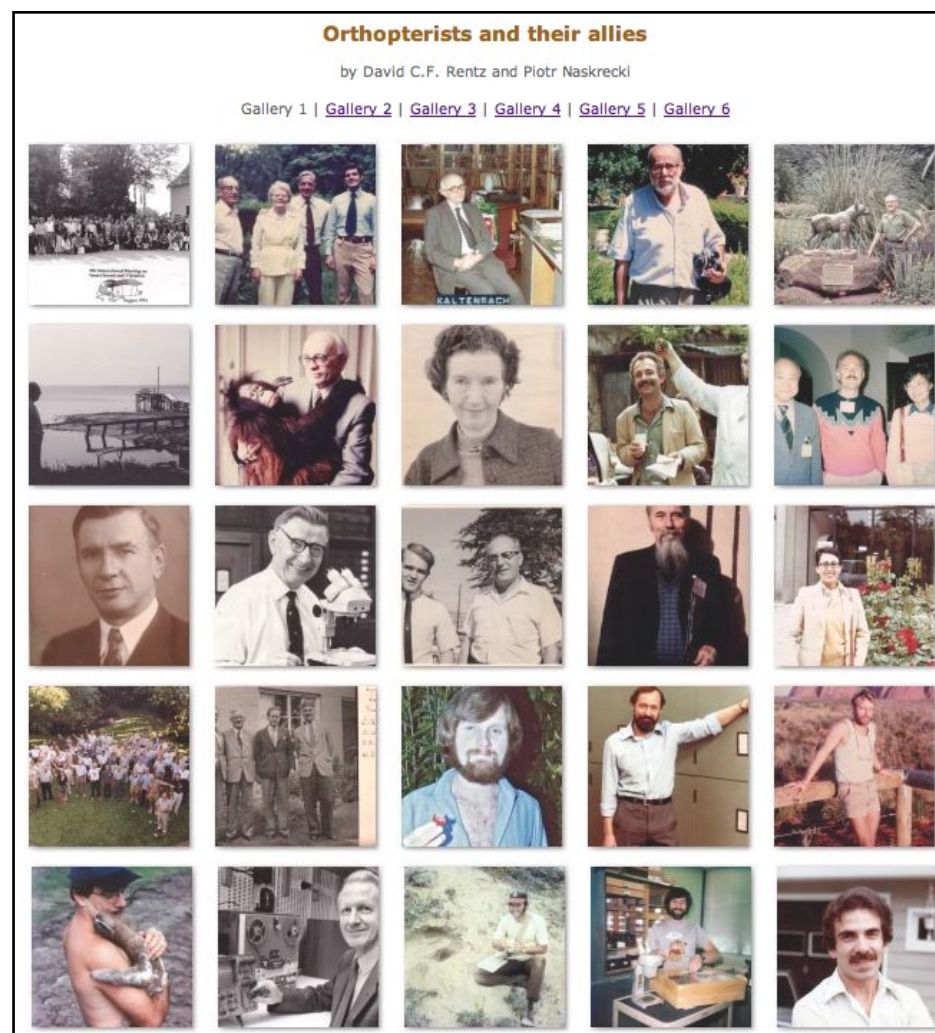 Orthopterists and their allies
by David C.F. Rentz and Piotr Naskrecki
Gallery 1 | Gallery 2 | Gallery 3 | Gallery 4 | Gallery 5 | Gallery 6
KALTENBACH